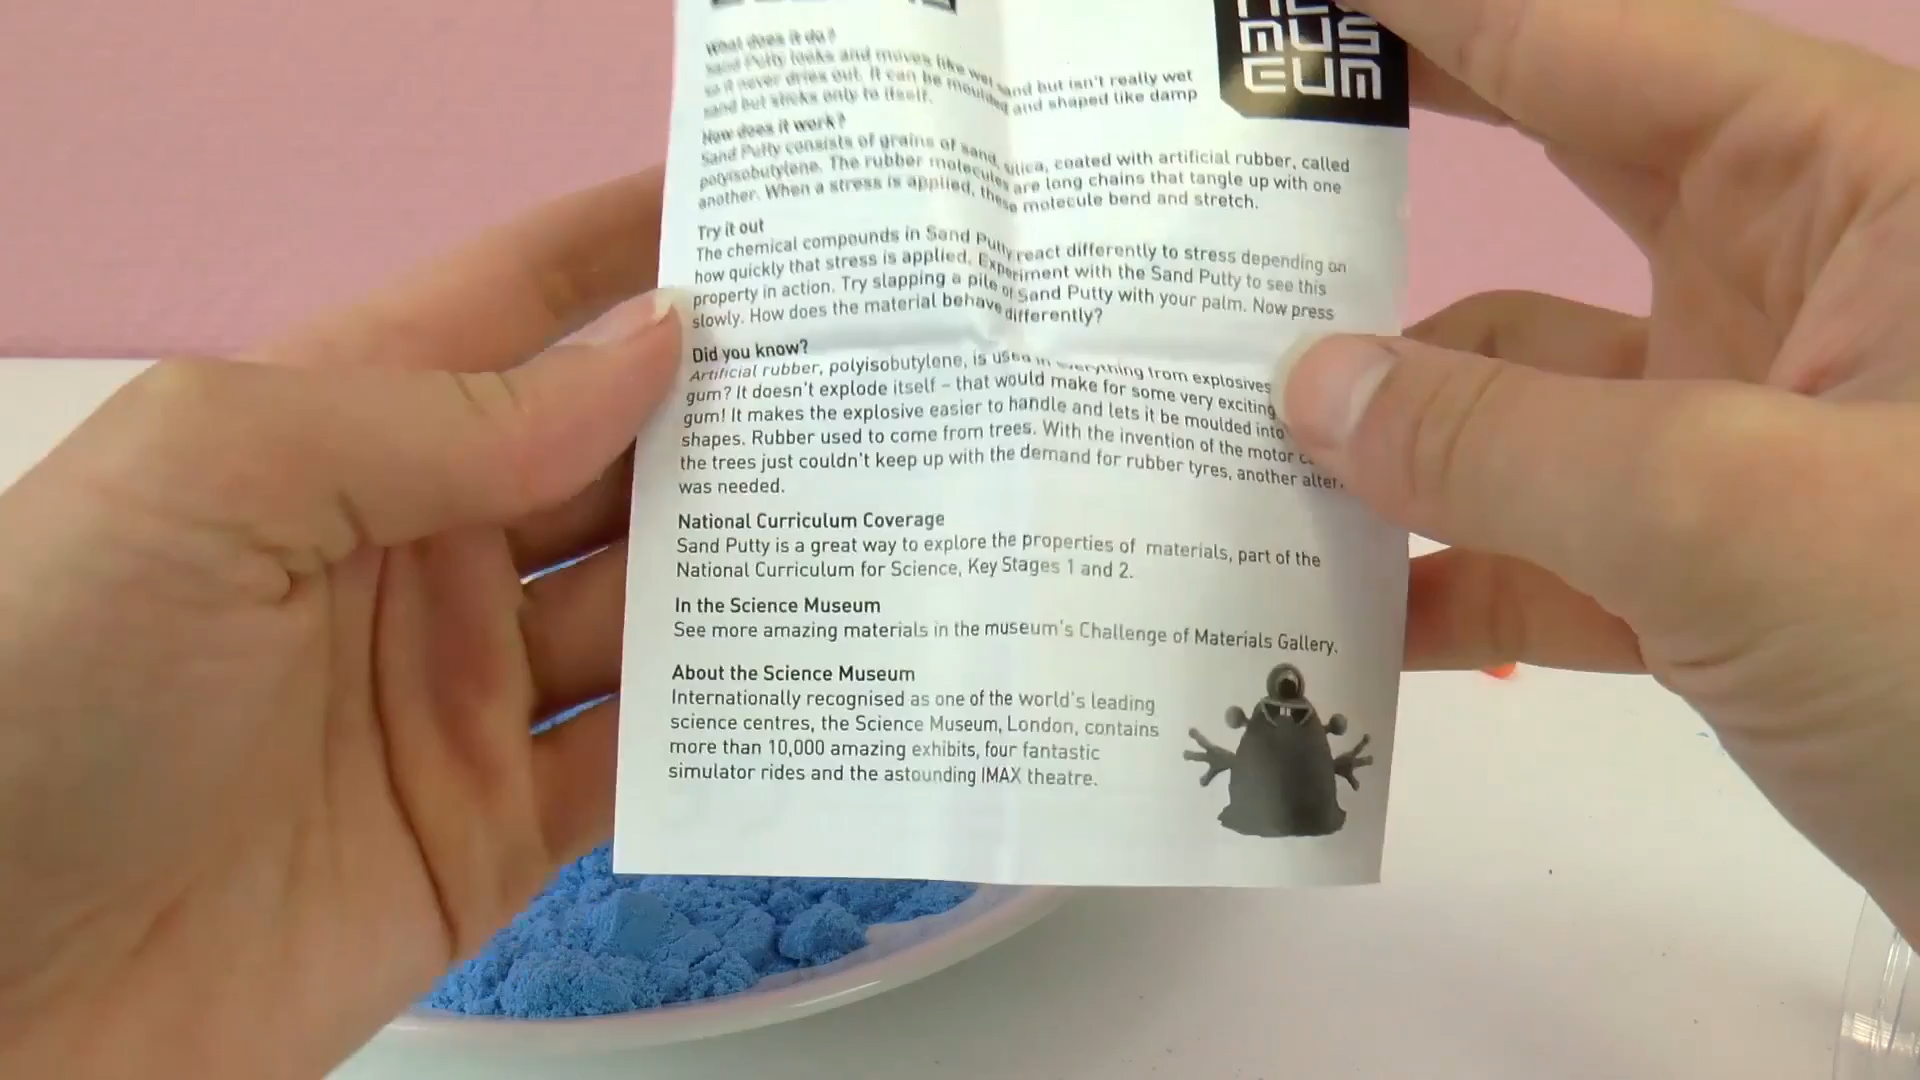 MUS
EUM
What does it do?
Sand Putty looks and moves like wet sand but isn't really wet
so it never dries out. It can be moulded and shaped like damp
sand but sticks only to itself.
How does it work?
Sand Putty consists of grains of sand, silica, coated with artificial rubber, called
polyisobutylene. The rubber molecules are long chains that tangle up with one
another. When a stress is applied, these molecule bend and stretch.
Try it out
The chemical compounds in Sand Putty react differently to stress depending on
how quickly that stress is applied. Experiment with the Sand Putty to see this
property in action. Try slapping a pile of Sand Putty with your palm. Now press
slowly. How does the material behave differently?
Did you know?
Artificial rubber, polyisobutylene, is used in everything from explosives
gum? It doesn't explode itself – that would make for some very exciting
gum! It makes the explosive easier to handle and lets it be moulded into
shapes. Rubber used to come from trees. With the invention of the motor
the trees just couldn't keep up with the demand for rubber tyres, another
was needed.
National Curriculum Coverage
Sand Putty is a great way to explore the properties of materials, part of the
National Curriculum for Science, Key Stages 1 and 2.
In the Science Museum
See more amazing materials in the museum's Challenge of Materials Gallery.
About the Science Museum
Internationally recognised as one of the world's leading
science centres, the Science Museum, London, contains
more than 10,000 amazing exhibits, four fantastic
simulator rides and the astounding IMAX theatre.